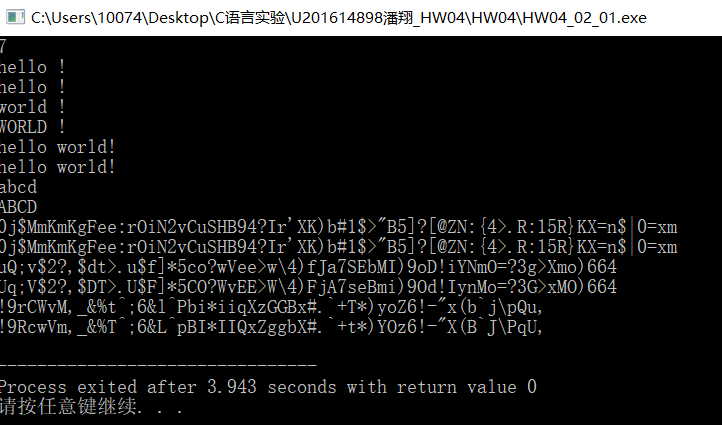 C:\Users\10074\Desktop\C语言实验\U201614898潘翔_HW04\HW04\HW04_02_01.exe
7
hello !
hello !
world !
WORLD !
hello world!
hello world!
abcd
ABCD
0j$MmKmKgFee:rOiN2vCuSHB94?Ir'XK)b#1$>"B5]?[@ZN:{4>.R:15R}KX=n$|0=xm
0j$MmKmKgFee:rOiN2vCuSHB94?Ir'XK)b#1$>"B5]?[@ZN:{4>.R:15R}KX=n$|0=xm
uQ;v$2?,$dt>.u$f]*5co?wVee>w\4)fJa7SEbMI)9oD!iYNmO=?3g>Xmo)664
Uq;V$2?,$DT>.U$F]*5CO?WvEE>W\4)FjA7seBmi)9Od!IynMo=?3G>xMO)664
!9rCWvM,_&%t^;6&l^Pbi*iiqXzGGBx#.`+T*)yoZ6!-"x(b`j\pQu,
!9RcwVm,_&%T^;6&L^pBI*IIQxZggbX#.`+t*)YOz6!-"X(B`J\PqU,
--------------------------------
Process exited after 3.943 seconds with return value 0
请按任意键继续. . .